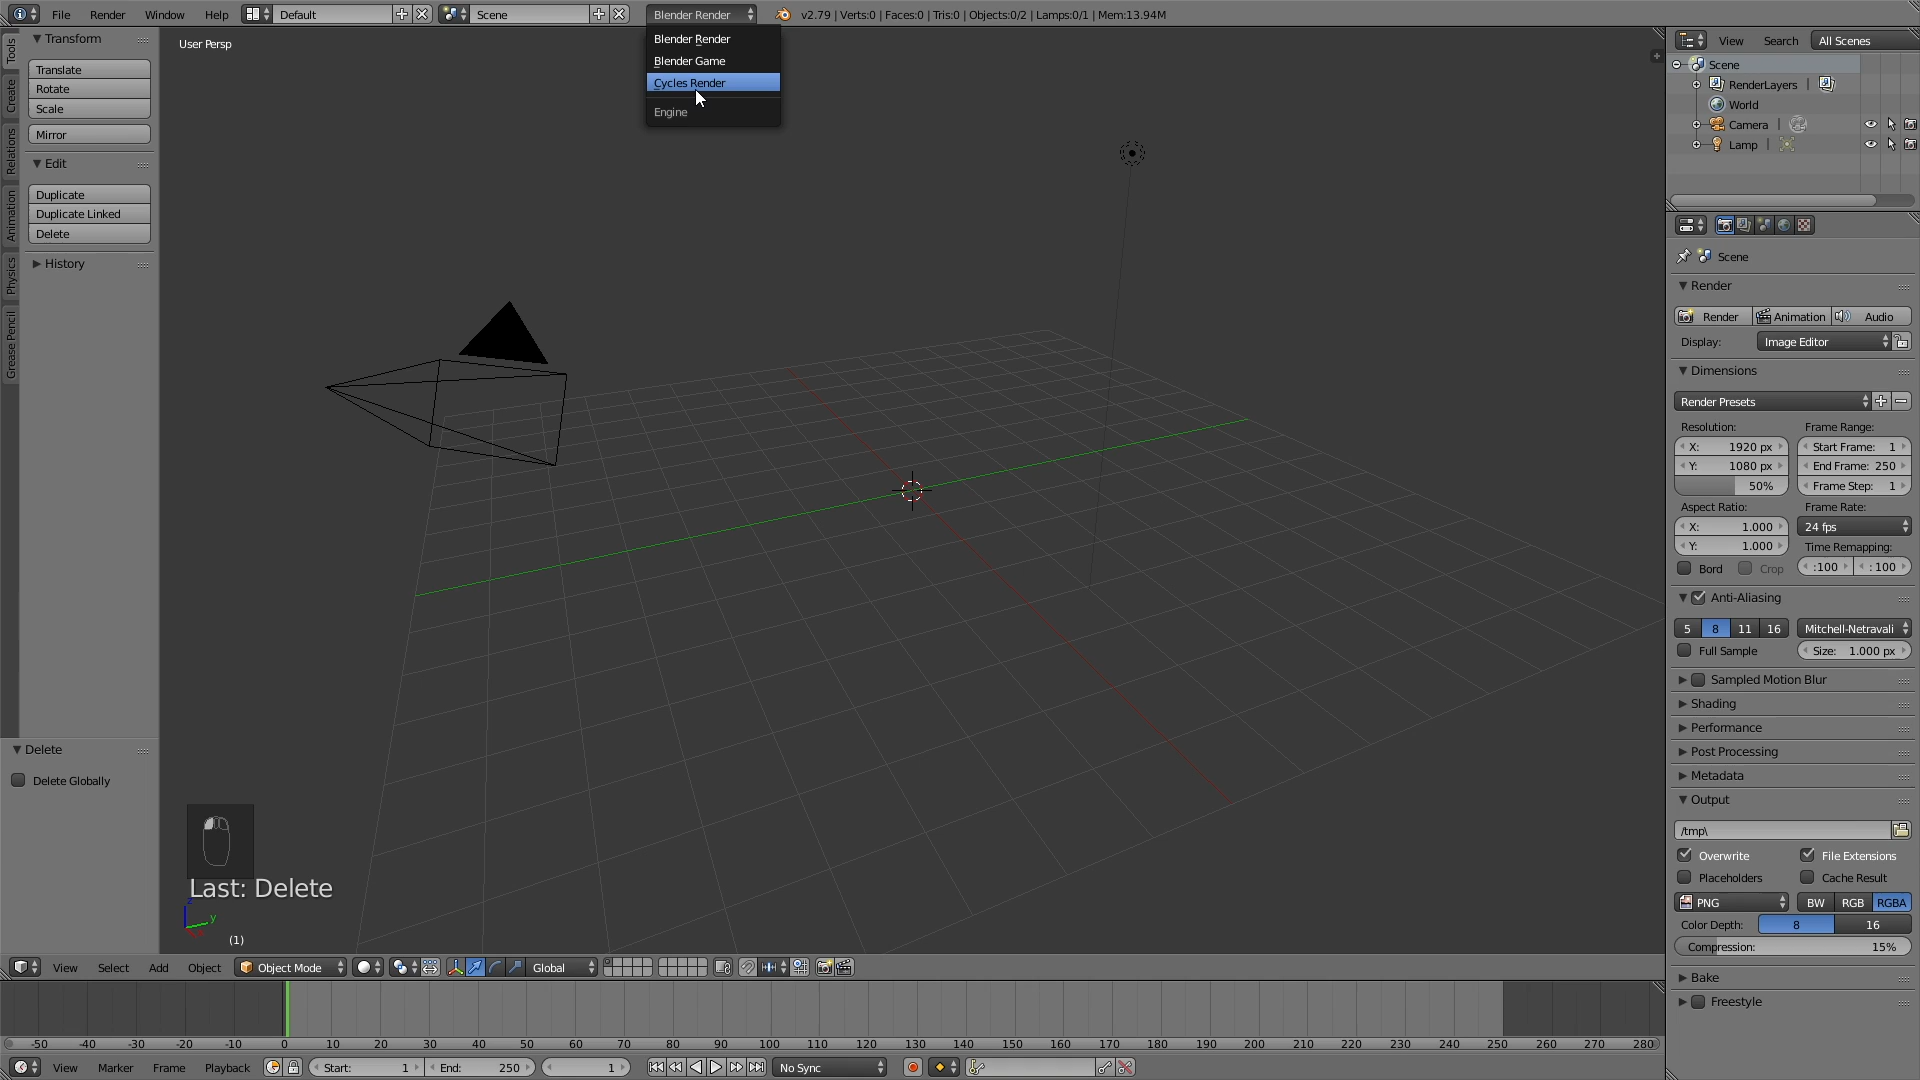 File Render Window Help Default Scene Blender Render v2.79 | Verts:0 | Faces:0 | Tris:0 | Objects:0/2 | Lamps:0/1 | Mem:13.94M
Blender Render
Blender Game
Cycles Render
Engine
User Persp
Tools
Create
Relations
Animation
Physics
Grease Pencil
Transform
Translate
Rotate
Scale
Mirror
Edit
Duplicate
Duplicate Linked
Delete
History
Delete
Delete Globally
Last: Delete
z
y
(1)
View Search All Scenes
Scene
RenderLayers |
World
Camera |
Lamp |
Scene
Render
Render Animation Audio
Display: Image Editor
Dimensions
Render Presets
Resolution: Frame Range:
X: 1920 px Start Frame: 1
Y: 1080 px End Frame: 250
50% Frame Step: 1
Aspect Ratio: Frame Rate:
X: 1.000 24 fps
Y: 1.000 Time Remapping:
Bord Crop :100 : 100
Anti-Aliasing
5 8 11 16 Mitchell-Netravali
Full Sample Size: 1.000 px
Sampled Motion Blur
Shading
Performance
Post Processing
Metadata
Output
/tmp\
Overwrite File Extensions
Placeholders Cache Result
PNG BW RGB RGBA
Color Depth: 8 16
Compression: 15%
Bake
Freestyle
View Select Add Object Object Mode Global
-50 -40 -30 -20 -10 0 10 20 30 40 50 60 70 80 90 100 110 120 130 140 150 160 170 180 190 200 210 220 230 240 250 260 270 280
View Marker Frame Playback Start: 1 End: 250 1 No Sync